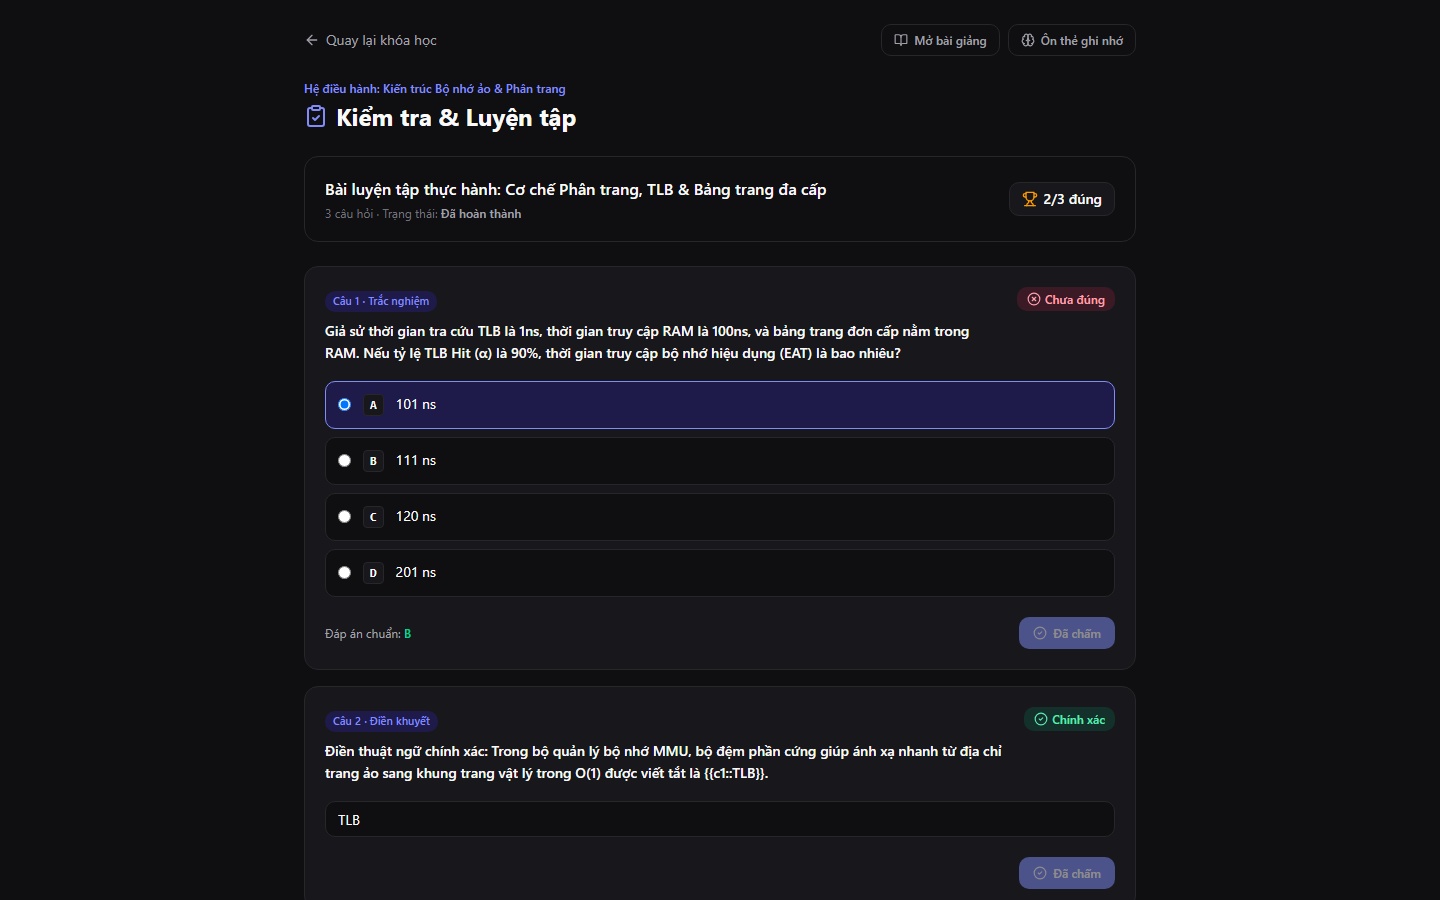 Quay lại khóa học
Mở bài giảng
Ôn thẻ ghi nhớ
Hệ điều hành: Kiến trúc Bộ nhớ ảo & Phân trang
Kiểm tra & Luyện tập
Bài luyện tập thực hành: Cơ chế Phân trang, TLB & Bảng trang đa cấp
3 câu hỏi · Trạng thái: Đã hoàn thành
2/3 đúng
Câu 1 · Trắc nghiệm
Chưa đúng
Giả sử thời gian tra cứu TLB là 1ns, thời gian truy cập RAM là 100ns, và bảng trang đơn cấp nằm trong
RAM. Nếu tỷ lệ TLB Hit (α) là 90%, thời gian truy cập bộ nhớ hiệu dụng (EAT) là bao nhiêu?
A 101 ns
B 111 ns
C 120 ns
D 201 ns
Đáp án chuẩn: B
Đã chấm
Câu 2 · Điền khuyết
Chính xác
Điền thuật ngữ chính xác: Trong bộ quản lý bộ nhớ MMU, bộ đệm phần cứng giúp ánh xạ nhanh từ địa chỉ
trang ảo sang khung trang vật lý trong O(1) được viết tắt là {{c1::TLB}}.
TLB
Đã chấm